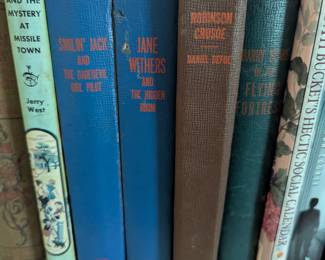 AND THE MYSTERY
AT MISSILE
TOWN
Jerry West
SMILIN' JACK
AND
THE DAREDEVIL
GIRL PILOT
JANE
WITHERS
AND
THE HIDDEN
ROOM
ROBINSON
CRUSOE
DANIEL DEFOE
FLYING
FORTRESS
BUCKET'S HECTIC SOCIAL CALENDAR